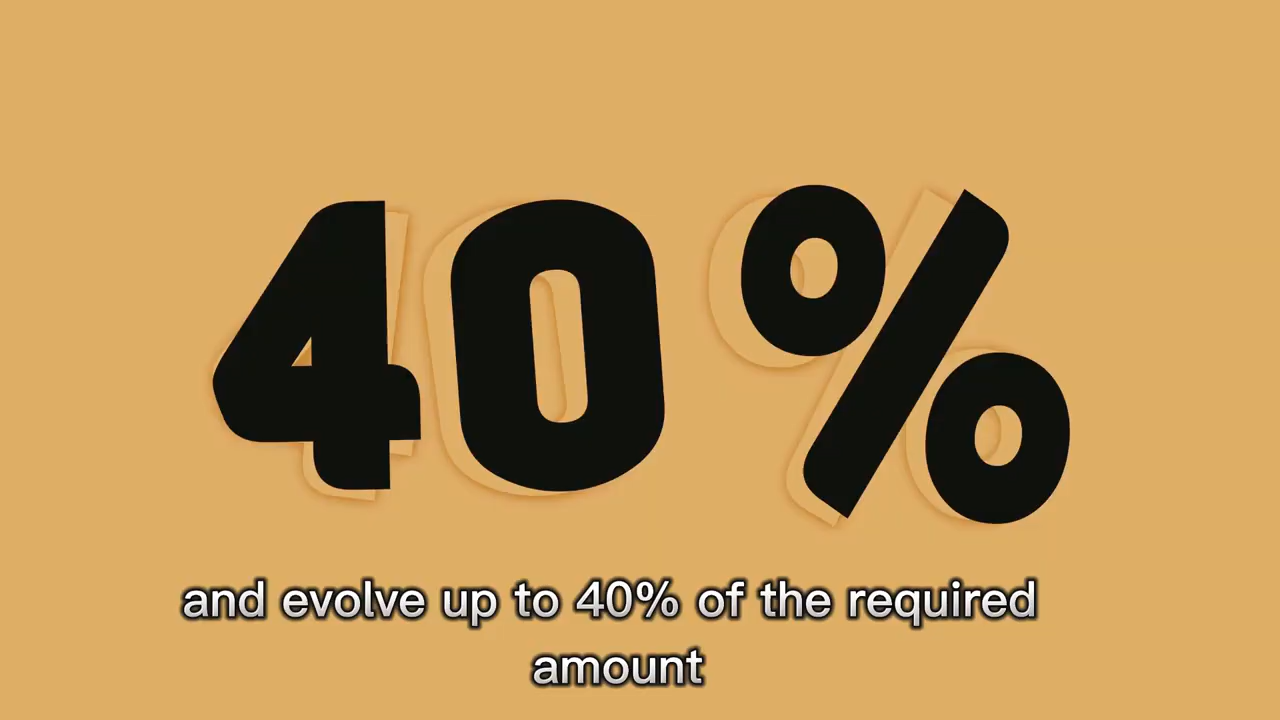 40%
and evolve up to 40% of the required
amount